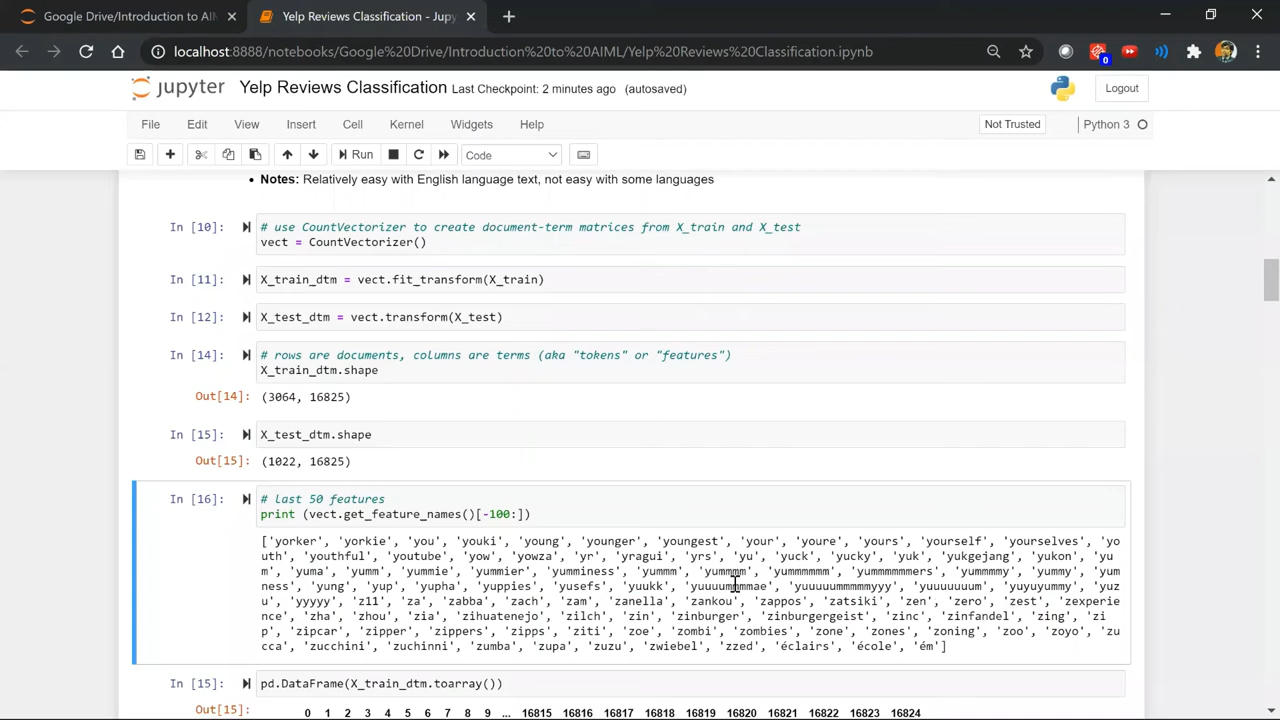 Google Drive/Introduction to AIM
Yelp Reviews Classification - Jupy
localhost:8888/notebooks/Google%20Drive/Introduction%20to%20AIML/Yelp%20Reviews%20Classification.ipynb
0
jupyter Yelp Reviews Classification Last Checkpoint: 2 minutes ago (autosaved)
Logout
File Edit View Insert Cell Kernel Widgets Help
Not Trusted
Python 3
Run
Code
• Notes: Relatively easy with English language text, not easy with some languages
In [10]: # use CountVectorizer to create document-term matrices from X_train and X_test
vect = CountVectorizer()
In [11]: X_train_dtm = vect.fit_transform(X_train)
In [12]: X_test_dtm = vect.transform(X_test)
In [14]: # rows are documents, columns are terms (aka "tokens" or "features")
X_train_dtm.shape
Out[14]: (3064, 16825)
In [15]: X_test_dtm.shape
Out[15]: (1022, 16825)
In [16]: # last 50 features
print (vect.get_feature_names()[-100:])
['yorker', 'yorkie', 'you', 'youki', 'young', 'younger', 'youngest', 'your', 'youre', 'yours', 'yourself', 'yourselves', 'yo
uth', 'youthful', 'youtube', 'yow', 'yowza', 'yr', 'yragui', 'yrs', 'yu', 'yuck', 'yucky', 'yuk', 'yukgejang', 'yukon', 'yu
m', 'yuma', 'yumm', 'yummie', 'yummier', 'yumminess', 'yummm', 'yummmm', 'yummmmm', 'yummmmmmers', 'yummmmy', 'yummy', 'yum
ness', 'yung', 'yup', 'yupha', 'yuppies', 'yusefs', 'yuukk', 'yuuuummmmae', 'yuuuuummmmmyyy', 'yuuuuuuum', 'yuyuyummy', 'yuz
u', 'yyyyy', 'z11', 'za', 'zabba', 'zach', 'zam', 'zanella', 'zankou', 'zappos', 'zatsiki', 'zen', 'zero', 'zest', 'zexperie
nce', 'zha', 'zhou', 'zia', 'zihuatenejo', 'zilch', 'zin', 'zinburger', 'zinburgergeist', 'zinc', 'zinfandel', 'zing', 'zi
p', 'zipcar', 'zipper', 'zippers', 'zipps', 'ziti', 'zoe', 'zombi', 'zombies', 'zone', 'zones', 'zoning', 'zoo', 'zoyo', 'zu
cca', 'zucchini', 'zuchinni', 'zumba', 'zupa', 'zuzu', 'zwiebel', 'zzed', 'éclairs', 'école', 'ém']
In [15]: pd.DataFrame(X_train_dtm.toarray())
Out[15]: 0 1 2 3 4 5 6 7 8 9 ... 16815 16816 16817 16818 16819 16820 16821 16822 16823 16824